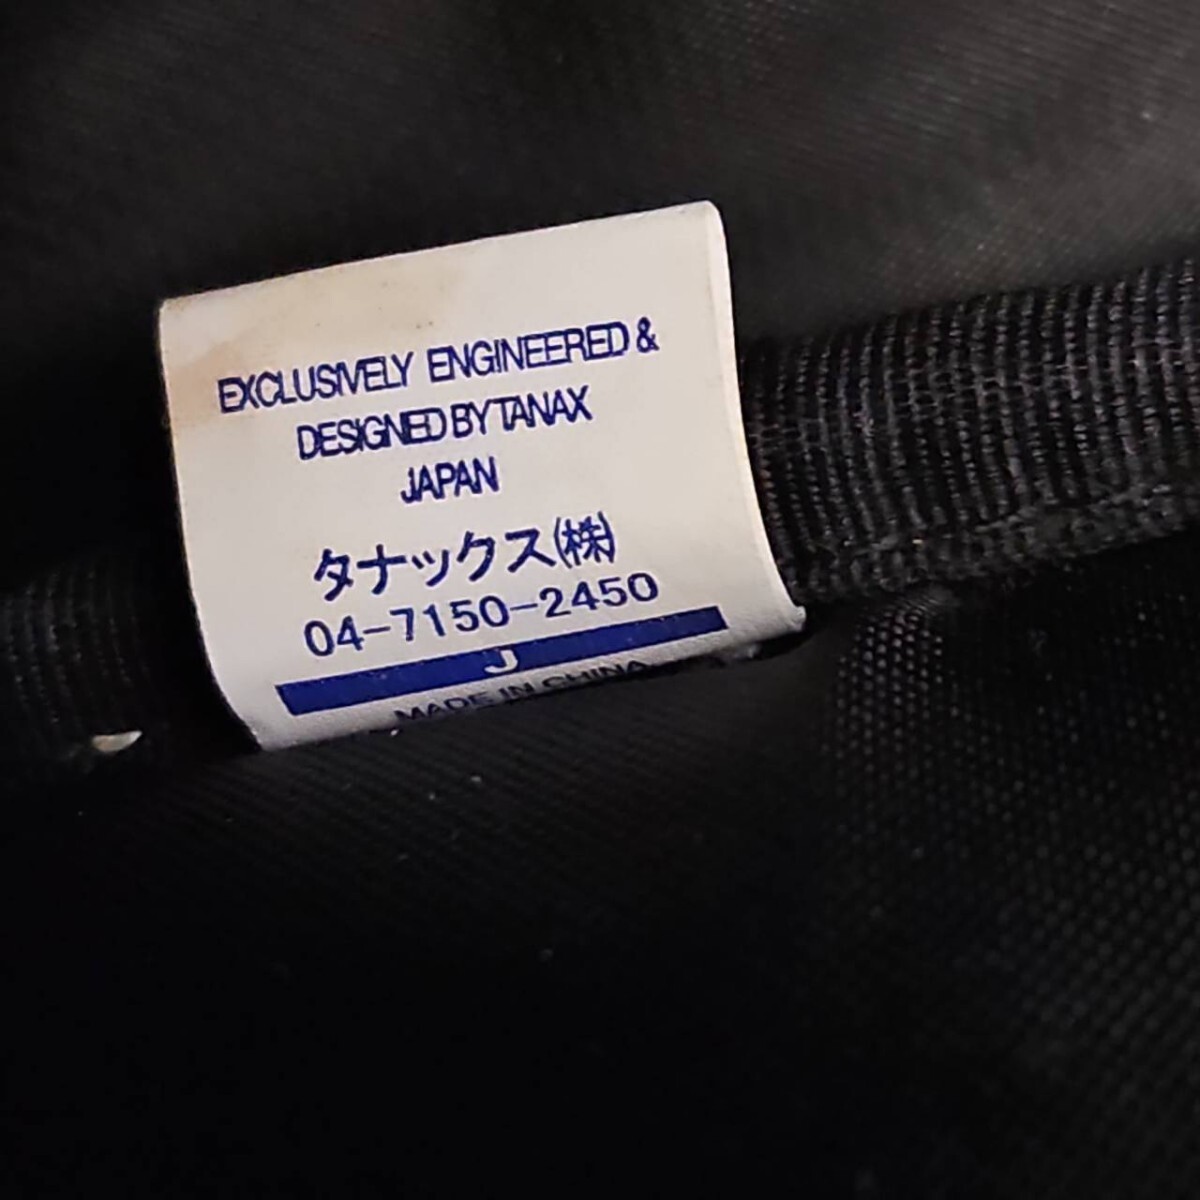 EXCLUSIVELY ENGINEERED &
DESIGNED BY TANAX
JAPAN
タナックス(株)
04-7150-2450
J
MADE IN CHINA